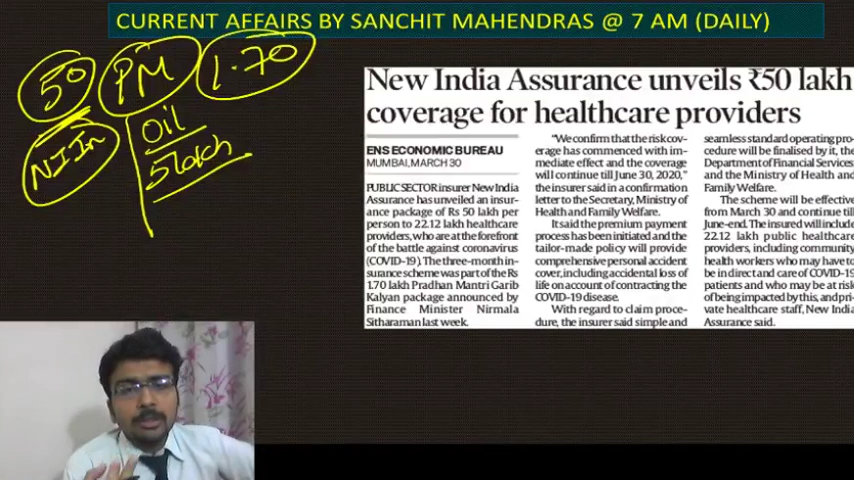 CURRENT AFFAIRS BY SANCHIT MAHENDRAS @ 7 AM (DAILY)
50 PM 1.70
NI.In
Oil
5 lakh
New India Assurance unveils ₹50 lakh
coverage for healthcare providers
ENS ECONOMIC BUREAU
MUMBAI, MARCH 30
PUBLIC SECTOR insurer New India
Assurance has unveiled an insur-
ance package of Rs 50 lakh per
person to 22.12 lakh healthcare
providers, who are at the forefront
of the battle against coronavirus
(COVID-19). The three-month in-
surance scheme was part of the Rs
1.70 lakh Pradhan Mantri Garib
Kalyan package announced by
Finance Minister Nirmala
Sitharaman last week.
"We confirm that the risk cov-
erage has commenced with im-
mediate effect and the coverage
will continue till June 30, 2020,"
the insurer said in a confirmation
letter to the Secretary, Ministry of
Health and Family Welfare.
It said the premium payment
process has been initiated and the
tailor-made policy will provide
comprehensive personal accident
cover, including accidental loss of
life on account of contracting the
COVID-19 disease.
With regard to claim proce-
dure, the insurer said simple and
seamless standard operating pro-
cedure will be finalised by it, the
Department of Financial Services
and the Ministry of Health and
Family Welfare.
The scheme will be effective
from March 30 and continue till
June-end. The insured will include
22.12 lakh public healthcare
providers, including community
health workers who may have to
be in direct and care of COVID-19
patients and who may be at risk
of being impacted by this, and pri-
vate healthcare staff, New India
Assurance said.